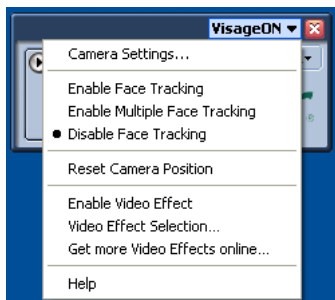 VisageON
Camera Settings...
Enable Face Tracking
Enable Multiple Face Tracking
Disable Face Tracking
Reset Camera Position
Enable Video Effect
Video Effect Selection...
Get more Video Effects online...
Help